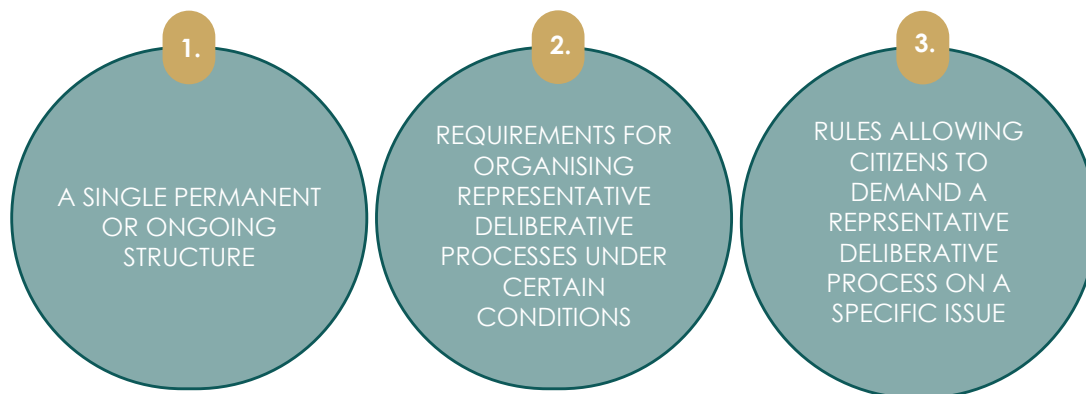 1.
A SINGLE PERMANENT
OR ONGOING
STRUCTURE
2.
REQUIREMENTS FOR
ORGANISING
REPRESENTATIVE
DELIBERATIVE
PROCESSES UNDER
CERTAIN
CONDITIONS
3.
RULES ALLOWING
CITIZENS TO
DEMAND A
REPRSENTATIVE
DELIBERATIVE
PROCESS ON A
SPECIFIC ISSUE